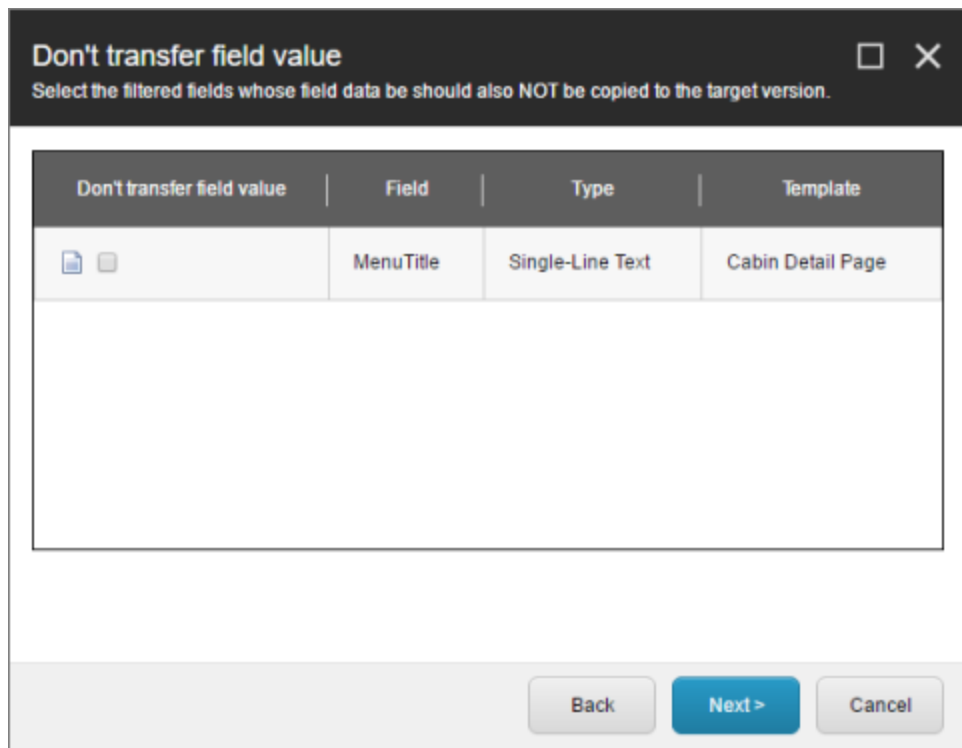 Don't transfer field value
Select the filtered fields whose field data be should also NOT be copied to the target version.
Don't transfer field value Field Type Template
MenuTitle Single-Line Text Cabin Detail Page
Back Next > Cancel